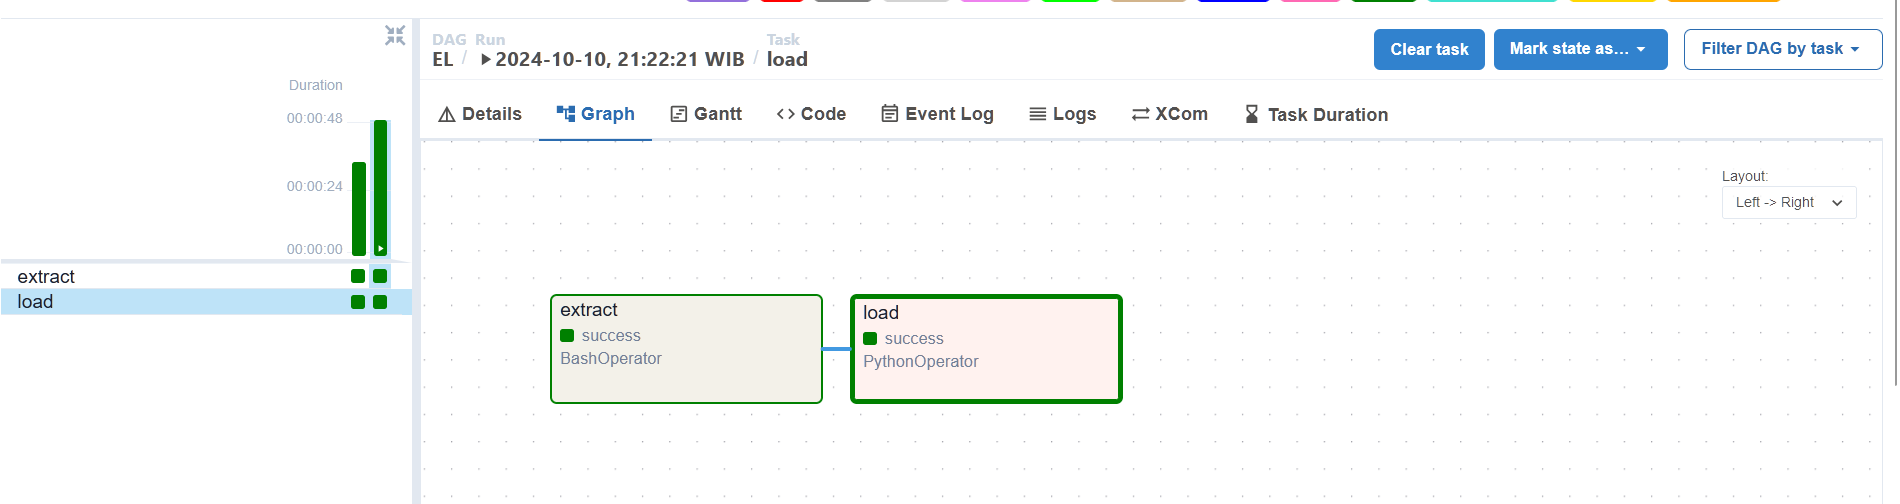 DAG Run Task
EL / 2024-10-10, 21:22:21 WIB / load
Clear task Mark state as... Filter DAG by task
Duration
00:00:48
00:00:24
00:00:00
extract
load
Details Graph Gantt Code Event Log Logs XCom Task Duration
Layout:
Left -> Right
extract
success
BashOperator
load
success
PythonOperator